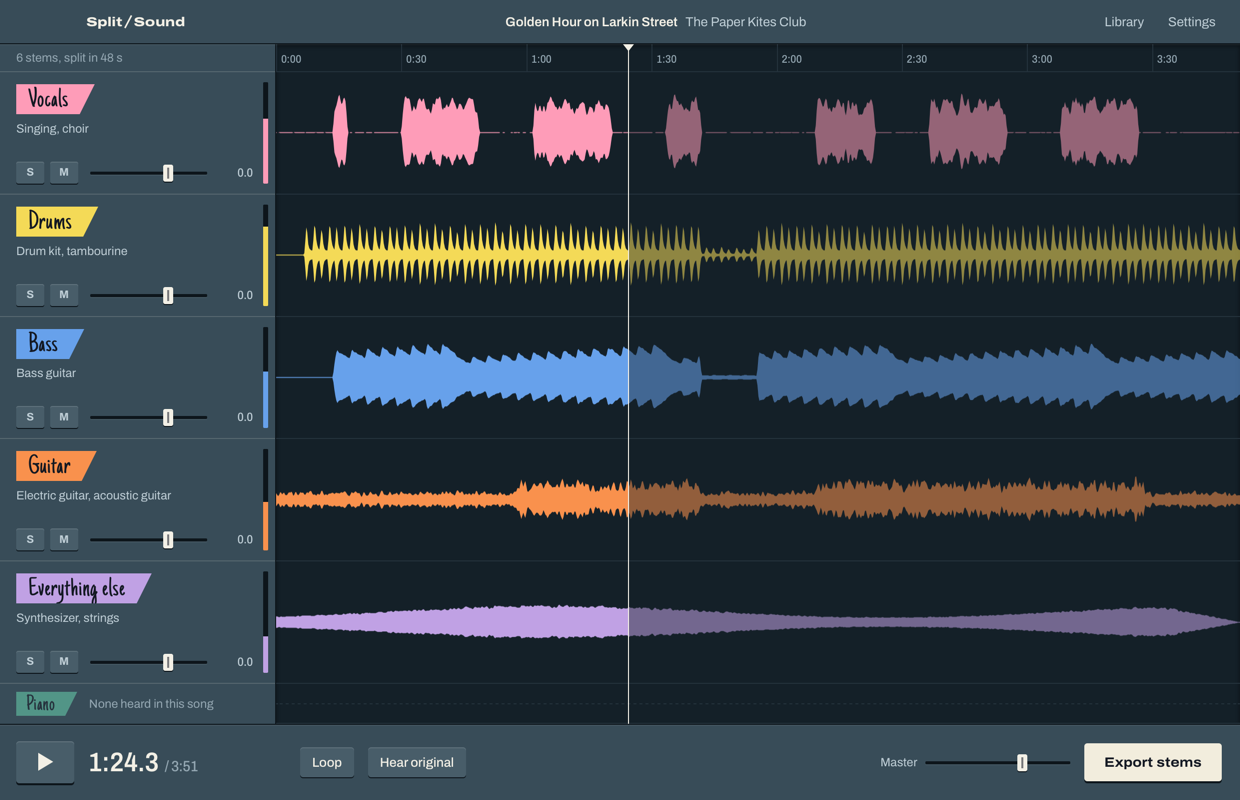 Split/Sound
Golden Hour on Larkin Street The Paper Kites Club
Library Settings
6 stems, split in 48 s
0:00 0:30 1:00 1:30 2:00 2:30 3:00 3:30
Vocals
Singing, choir
S M 0.0
Drums
Drum kit, tambourine
S M 0.0
Bass
Bass guitar
S M 0.0
Guitar
Electric guitar, acoustic guitar
S M 0.0
Everything else
Synthesizer, strings
S M 0.0
Piano None heard in this song
1:24.3 / 3:51 Loop Hear original Master Export stems